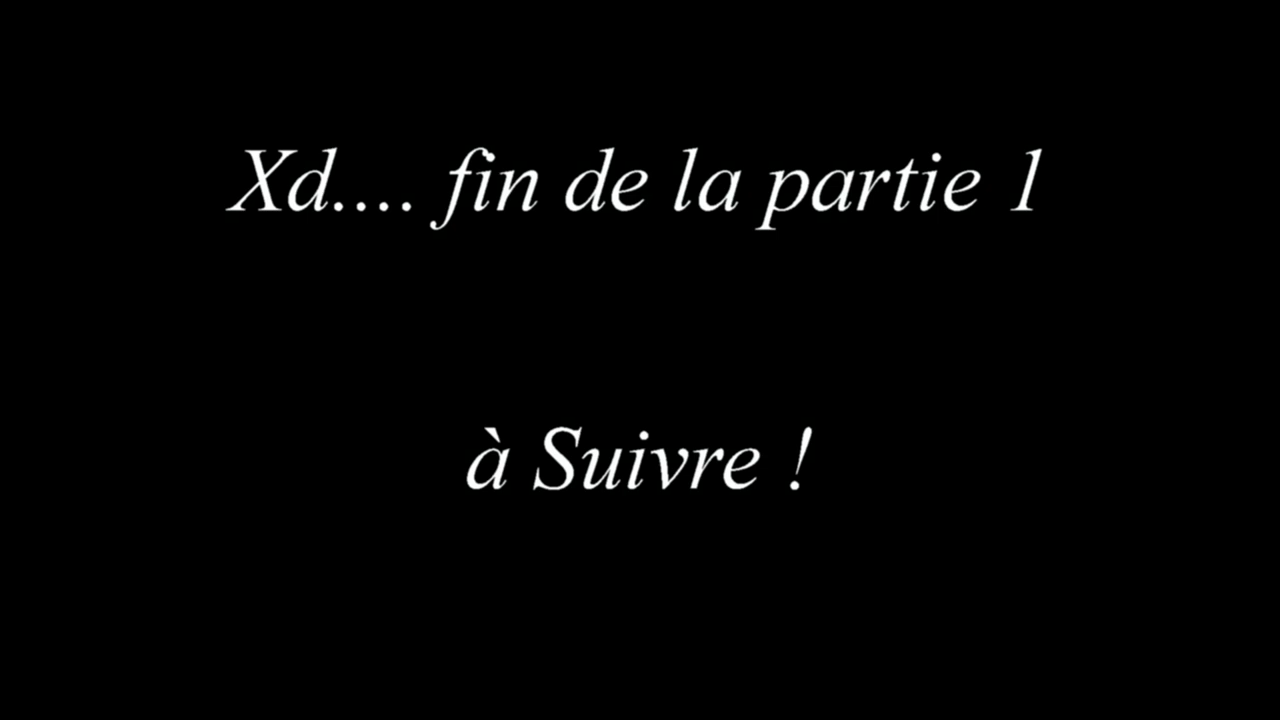 Xd.... fin de la partie 1
à Suivre !